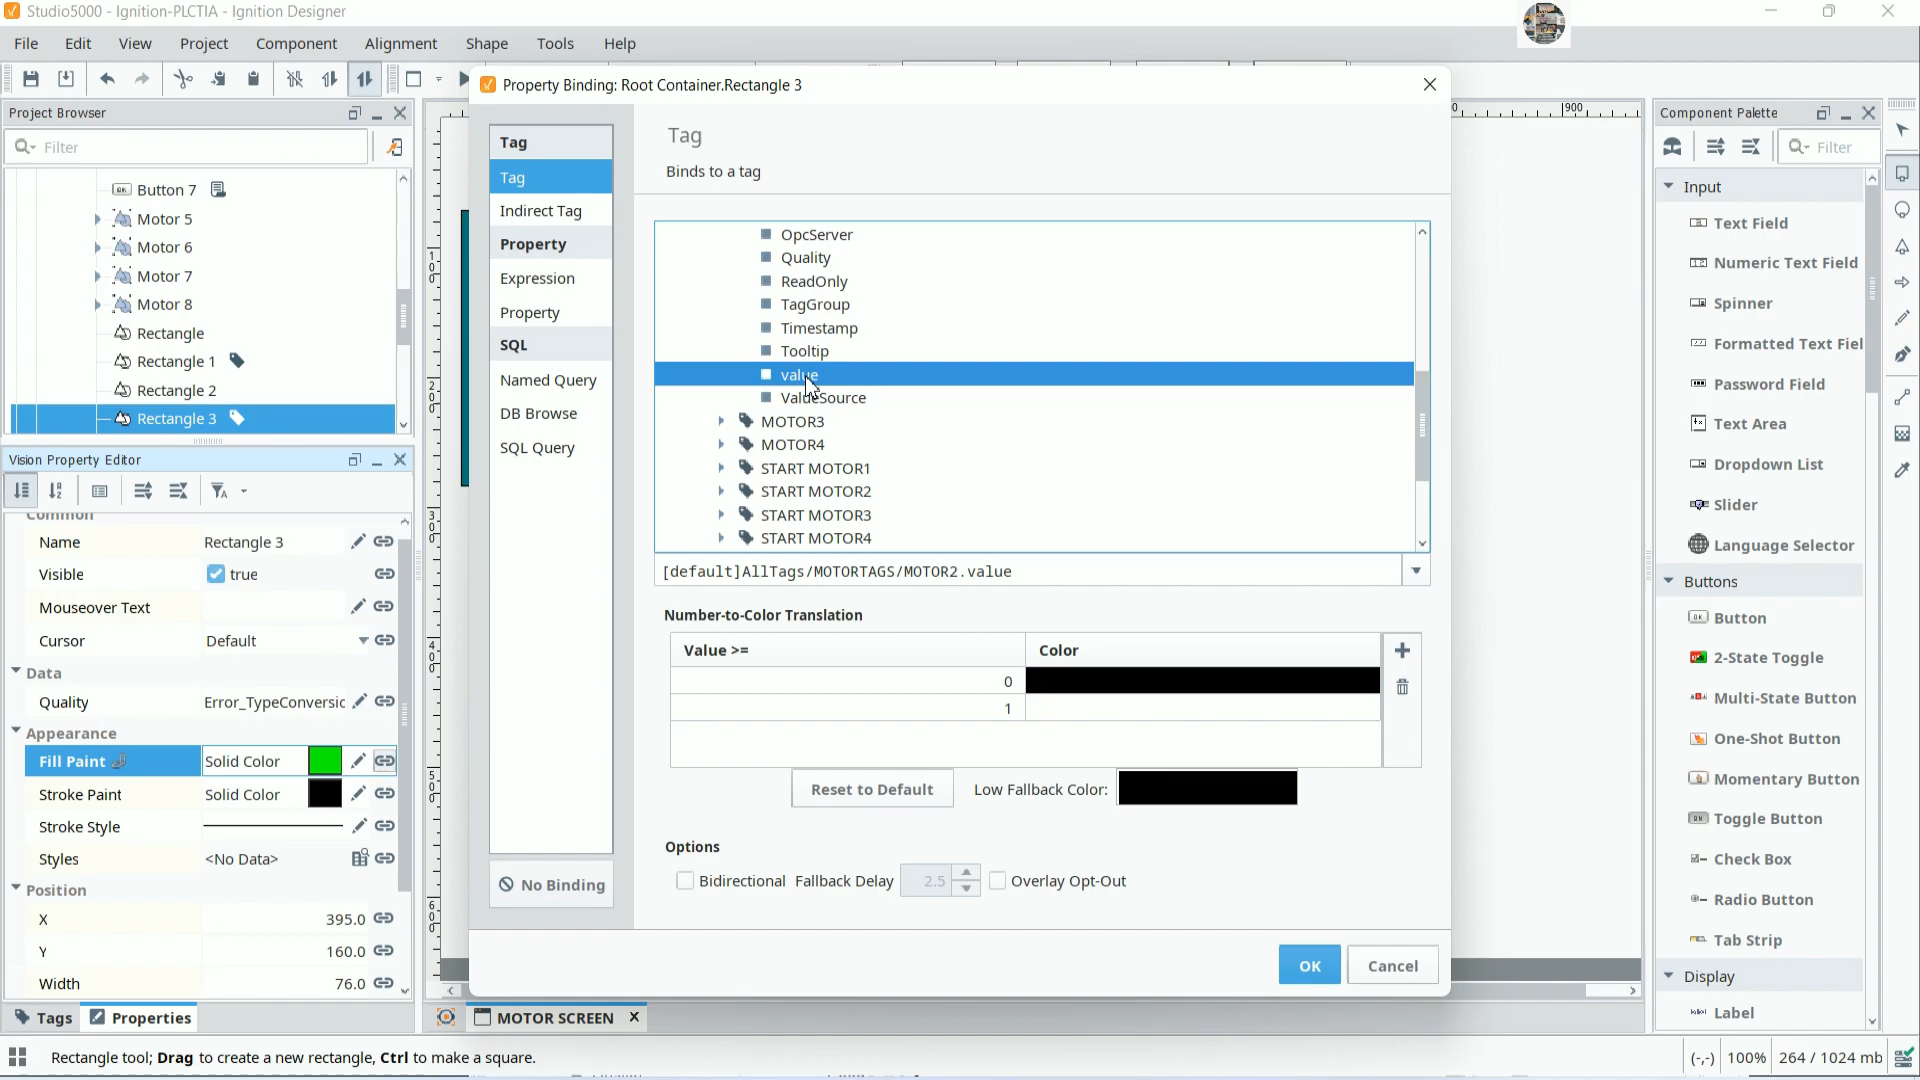 Studio5000 - Ignition-PLCTIA - Ignition Designer
File Edit View Project Component Alignment Shape Tools Help
Project Browser
Filter
Button 7
Motor 5
Motor 6
Motor 7
Motor 8
Rectangle
Rectangle 1
Rectangle 2
Rectangle 3
Vision Property Editor
Common
Name Rectangle 3
Visible true
Mouseover Text
Cursor Default
Data
Quality Error_TypeConversic
Appearance
Fill Paint Solid Color
Stroke Paint Solid Color
Stroke Style
Styles <No Data>
Position
X 395.0
Y 160.0
Width 76.0
Tags Properties
Property Binding: Root Container.Rectangle 3
Tag
Tag
Indirect Tag
Property
Expression
Property
SQL
Named Query
DB Browse
SQL Query
No Binding
Tag
Binds to a tag
OpcServer
Quality
ReadOnly
TagGroup
Timestamp
Tooltip
value
ValueSource
MOTOR3
MOTOR4
START MOTOR1
START MOTOR2
START MOTOR3
START MOTOR4
[default]AllTags/MOTORTAGS/MOTOR2.value
Number-to-Color Translation
Value >= Color
0
1
Reset to Default Low Fallback Color:
Options
Bidirectional Fallback Delay 2.5 Overlay Opt-Out
OK Cancel
100
200
300
400
500
600
900
MOTOR SCREEN
Component Palette
Filter
Input
Text Field
Numeric Text Field
Spinner
Formatted Text Fiel
Password Field
Text Area
Dropdown List
Slider
Language Selector
Buttons
Button
2-State Toggle
Multi-State Button
One-Shot Button
Momentary Button
Toggle Button
Check Box
Radio Button
Tab Strip
Display
Label
Rectangle tool; Drag to create a new rectangle, Ctrl to make a square.
(-,-) 100% 264 / 1024 mb